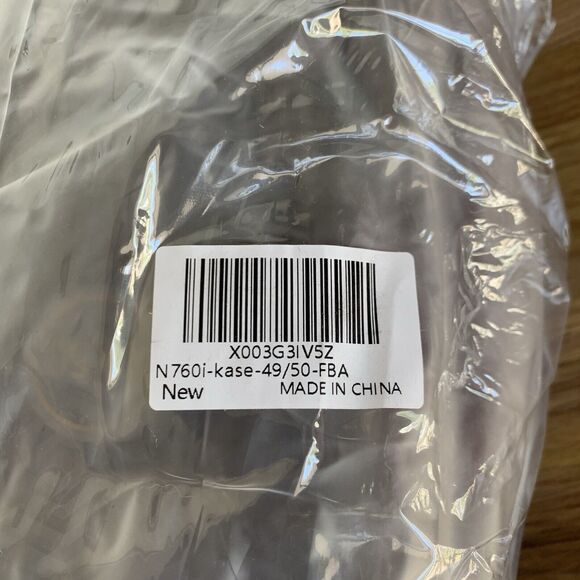 X003G3IV5Z
N760i-kase-49/50-FBA
New MADE IN CHINA